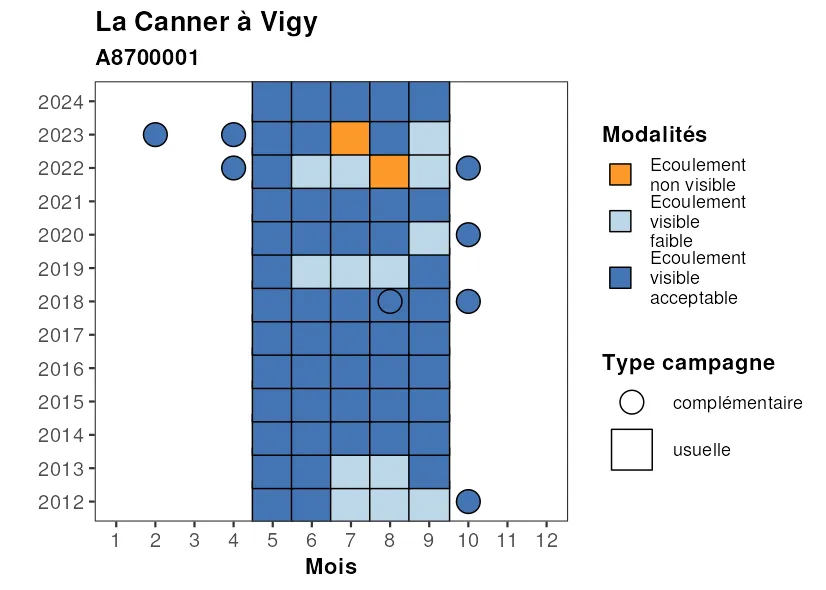 La Canner à Vigy
A8700001
2024
2023
2022
2021
2020
2019
2018
2017
2016
2015
2014
2013
2012
1 2 3 4 5 6 7 8 9 10 11 12
Mois
Modalités
Ecoulement
non visible
Ecoulement
visible
faible
Ecoulement
visible
acceptable
Type campagne
complémentaire
usuelle